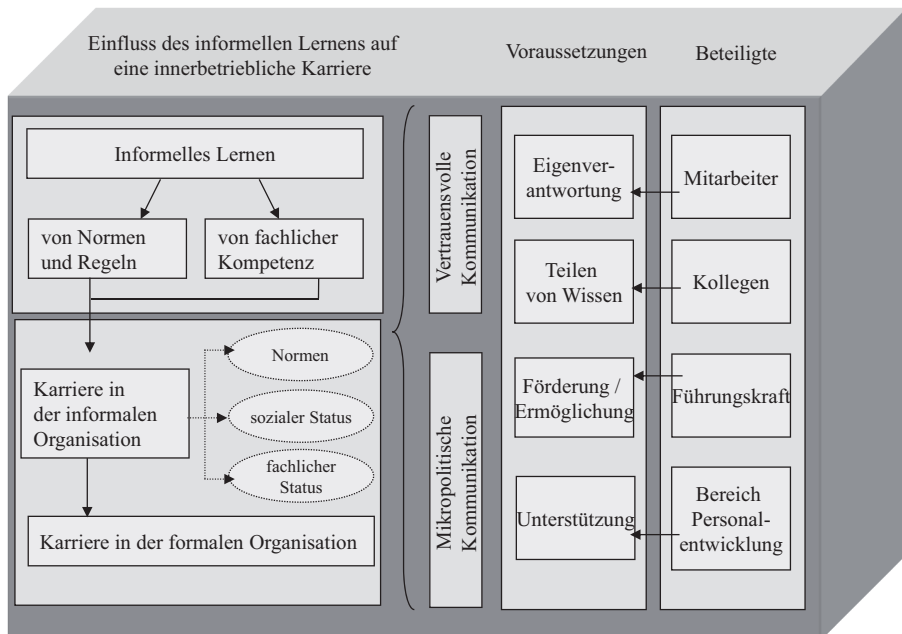 Einfluss des informellen Lernens auf
eine innerbetriebliche Karriere
Voraussetzungen
Beteiligte
Informelles Lernen
von Normen
und Regeln
von fachlicher
Kompetenz
Karriere in
der informalen
Organisation
Normen
sozialer Status
fachlicher
Status
Karriere in der formalen Organisation
Vertrauensvolle
Kommunikation
Mikropolitische
Kommunikation
Eigenver-
antwortung
Teilen
von Wissen
Förderung /
Ermöglichung
Unterstützung
Mitarbeiter
Kollegen
Führungskraft
Bereich
Personal-
entwicklung